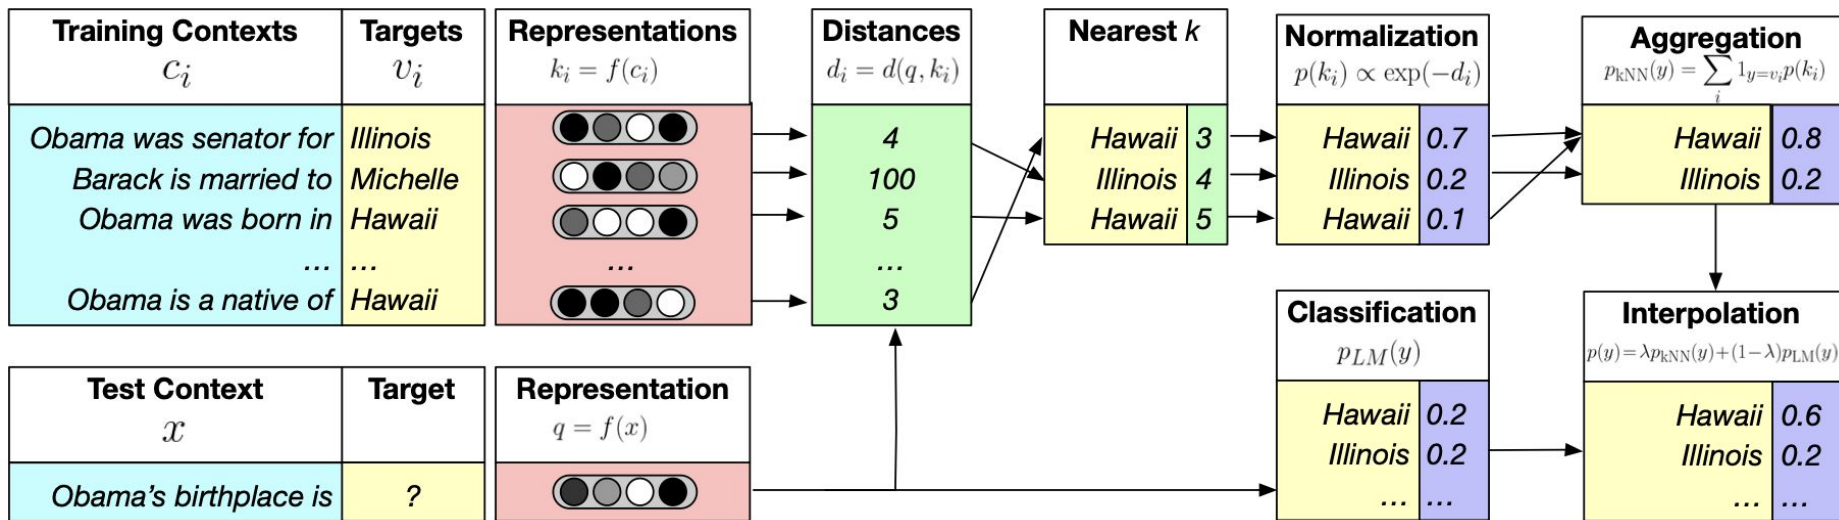 Training Contexts Targets Representations Distances Nearest k Normalization Aggregation
c_i v_i k_i = f(c_i) d_i = d(q, k_i) p(k_i) ∝ exp(−d_i) p_kNN(y) = ∑_i 1_{y=v_i} p(k_i)
Obama was senator for Illinois 4 Hawaii 3 Hawaii 0.7 Hawaii 0.8
Barack is married to Michelle 100 Illinois 4 Illinois 0.2 Illinois 0.2
Obama was born in Hawaii 5 Hawaii 5 Hawaii 0.1
... ... ... ...
Obama is a native of Hawaii 3
Classification Interpolation
p_LM(y) p(y) = λp_kNN(y) + (1−λ)p_LM(y)
Test Context Target Representation
x q = f(x)
Hawaii 0.2 Hawaii 0.6
Illinois 0.2 Illinois 0.2
Obama's birthplace is ? ... ... ... ...